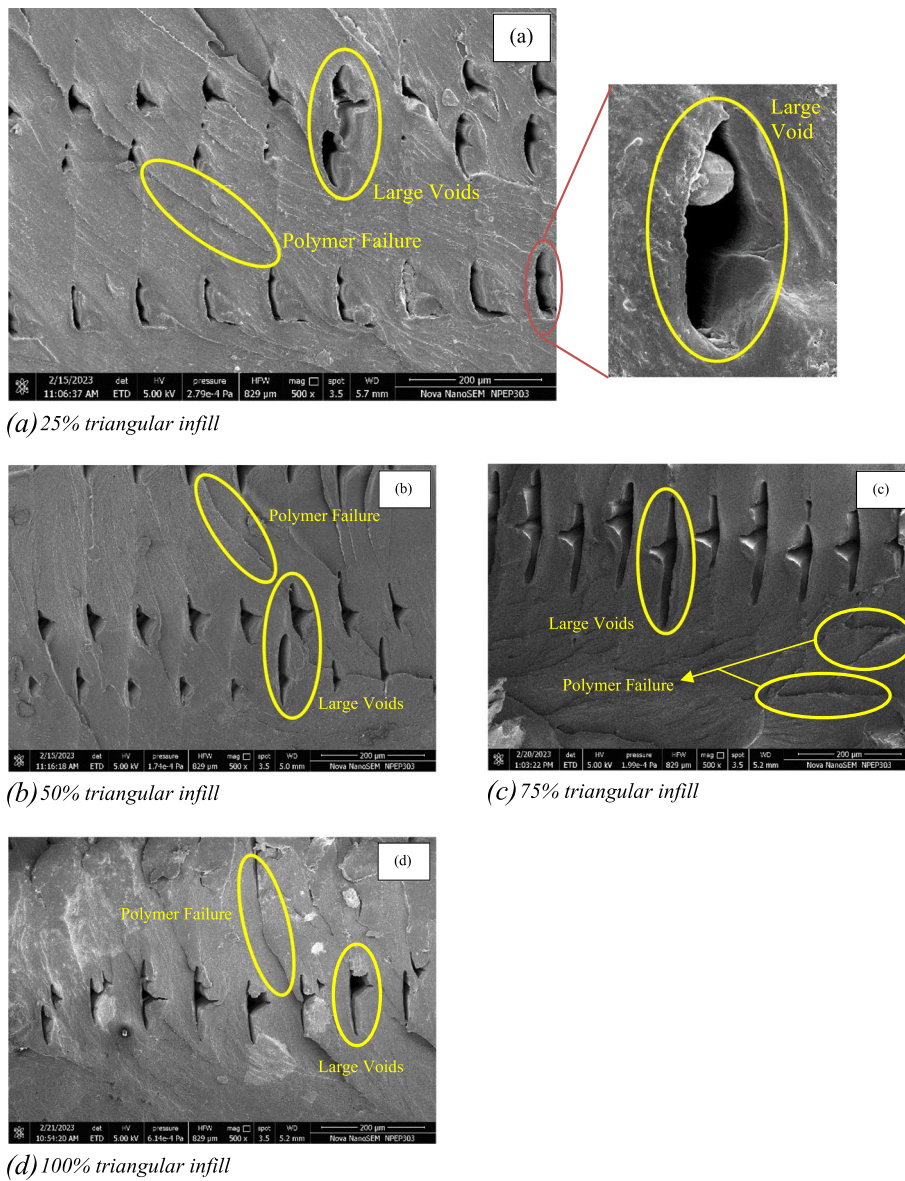 (a)
Large
Void
Large Voids
Polymer Failure
2/15/2023 det HV pressure HFW mag spot WD 200 μm
11:06:37 AM ETD 5.00 kV 2.79e-4 Pa 829 μm 500 x 3.5 5.7 mm Nova NanoSEM NPEP303
(a) 25% triangular infill
(b)
Polymer Failure
Large Voids
2/15/2023 det HV pressure HFW mag spot WD 200 μm
11:16:18 AM ETD 5.00 kV 1.74e-4 Pa 829 μm 500 x 3.5 5.0 mm Nova NanoSEM NPEP303
(b) 50% triangular infill
(c)
Large Voids
Polymer Failure
2/20/2023 det HV pressure HFW mag spot WD 200 μm
1:03:22 PM ETD 5.00 kV 1.99e-4 Pa 829 μm 500 x 3.5 5.2 mm Nova NanoSEM NPEP303
(c) 75% triangular infill
(d)
Polymer Failure
Large Voids
2/21/2023 det HV pressure HFW mag spot WD 200 μm
10:54:20 AM ETD 5.00 kV 6.14e-4 Pa 829 μm 500 x 3.5 5.2 mm Nova NanoSEM NPEP303
(d) 100% triangular infill